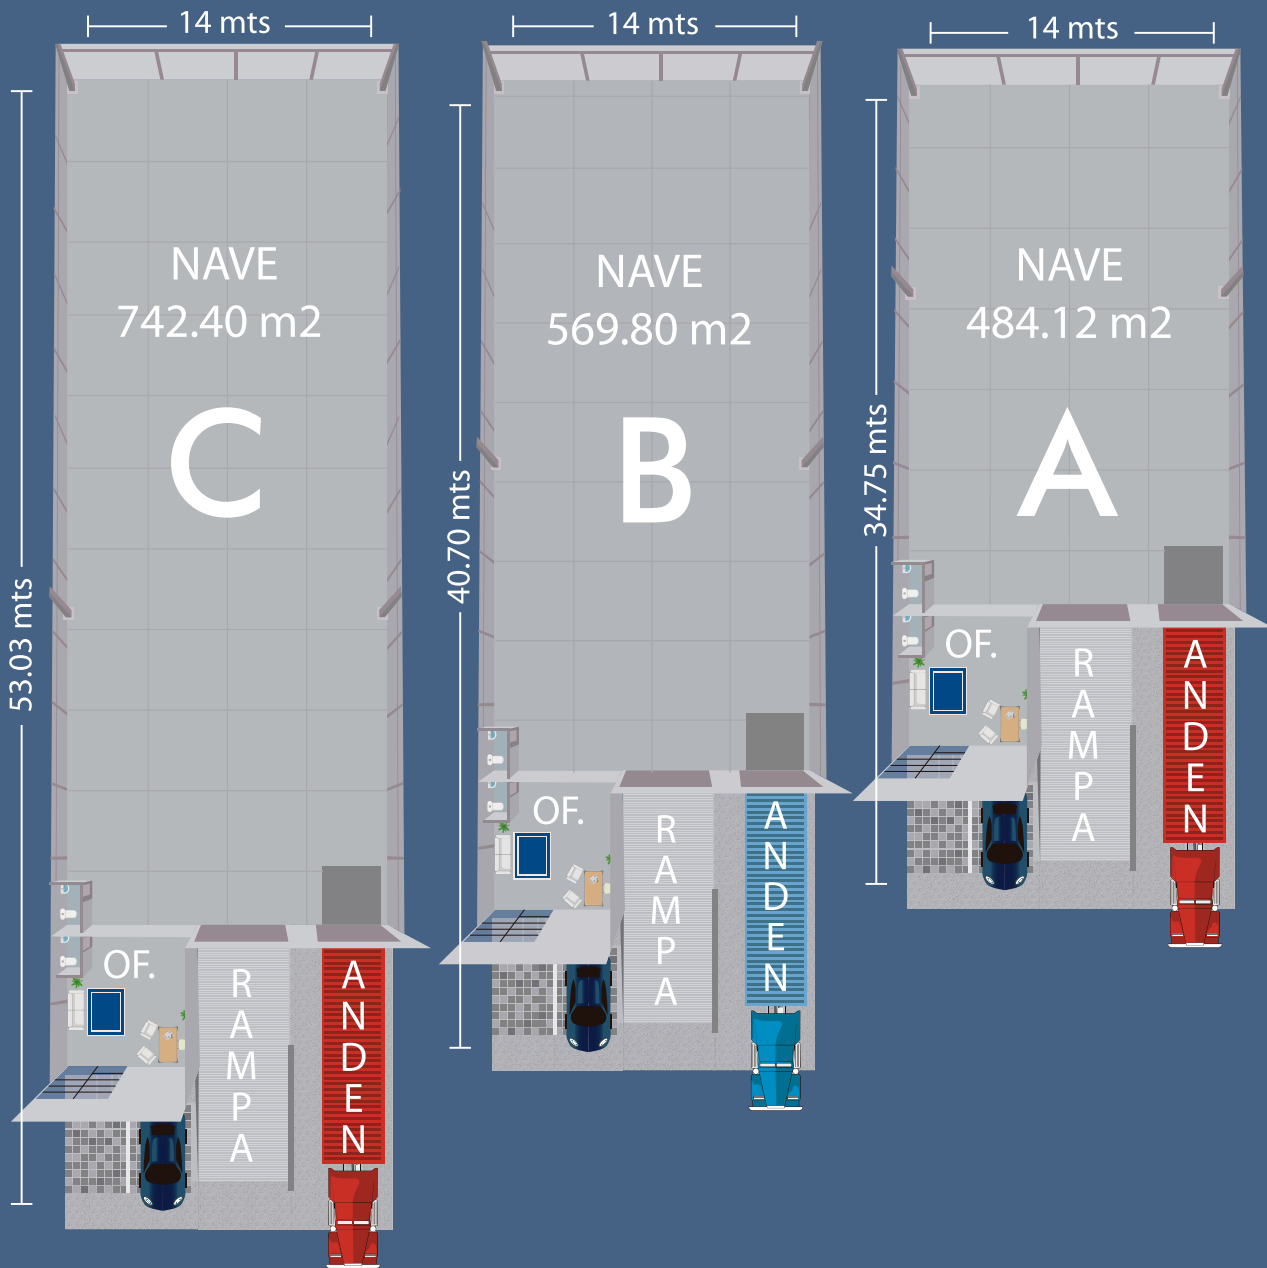 14 mts
14 mts
14 mts
53.03 mts
NAVE
742.40 m2
C
OF.
RAMPA
ANDEN
40.70 mts
NAVE
569.80 m2
B
OF.
RAMPA
ANDEN
34.75 mts
NAVE
484.12 m2
A
OF.
RAMPA
ANDEN